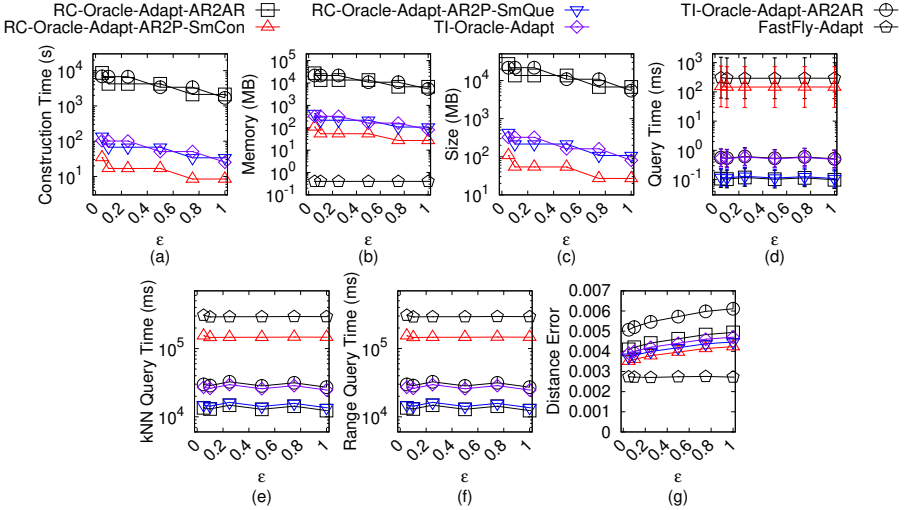 RC-Oracle-Adapt-AR2AR
RC-Oracle-Adapt-AR2P-SmCon
RC-Oracle-Adapt-AR2P-SmQue
TI-Oracle-Adapt
TI-Oracle-Adapt-AR2AR
FastFly-Adapt
Construction Time (s)
10^4
10^3
10^2
10^1
0 0.2 0.4 0.6 0.8 1
ε
(a)
Memory (MB)
10^5
10^4
10^3
10^2
10^1
10^0
10^-1
0 0.2 0.4 0.6 0.8 1
ε
(b)
Size (MB)
10^4
10^3
10^2
10^1
0 0.2 0.4 0.6 0.8 1
ε
(c)
Query Time (ms)
10^3
10^2
10^1
10^0
10^-1
0 0.2 0.4 0.6 0.8 1
ε
(d)
kNN Query Time (ms)
10^5
10^4
0 0.2 0.4 0.6 0.8 1
ε
(e)
Range Query Time (ms)
10^5
10^4
0 0.2 0.4 0.6 0.8 1
ε
(f)
Distance Error
0.007
0.006
0.005
0.004
0.003
0.002
0.001
0
0 0.2 0.4 0.6 0.8 1
ε
(g)